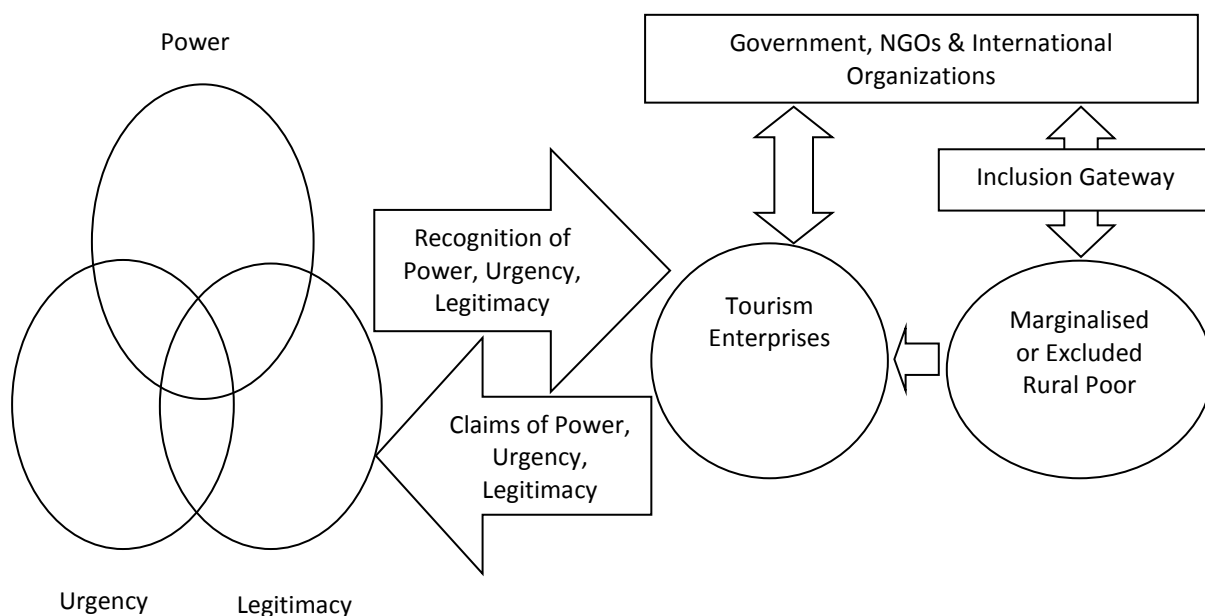 Power
Government, NGOs & International
Organizations
Inclusion Gateway
Recognition of
Power, Urgency,
Legitimacy
Tourism
Enterprises
Marginalised
or Excluded
Rural Poor
Claims of Power,
Urgency,
Legitimacy
Urgency
Legitimacy